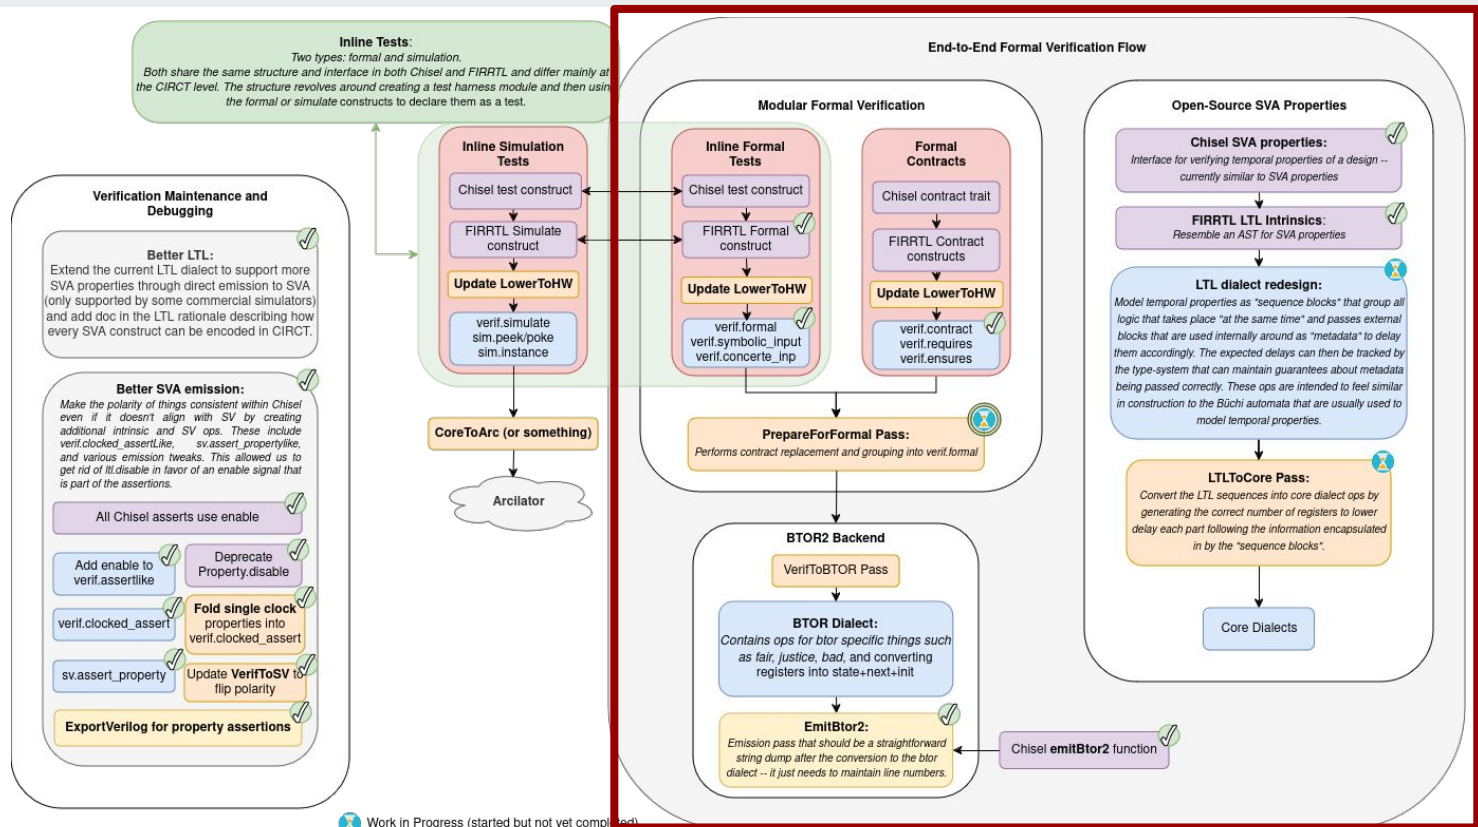 Inline Tests:
Two types: formal and simulation.
Both share the same structure and interface in both Chisel and FIRRTL and differ mainly at
the CIRCT level. The structure revolves around creating a test harness module and then usin
the formal or simulate constructs to declare them as a test.
End-to-End Formal Verification Flow
Verification Maintenance and
Debugging
Better LTL:
Extend the current LTL dialect to support more
SVA properties through direct emission to SVA
(only supported by some commercial simulators)
and add doc in the LTL rationale describing how
every SVA construct can be encoded in CIRCT.
Better SVA emission:
Make the polarity of things consistent within Chisel
even if it doesn't align with SV by creating
additional intrinsic and SV ops. These include
verif.clocked_assertLike, sv.assert_propertylike,
and various emission tweaks. This allowed us to
get rid of ltl.disable in favor of an enable signal that
is part of the assertions.
All Chisel asserts use enable
Add enable to
verif.assertlike
Deprecate
Property.disable
verif.clocked_assert
Fold single clock
properties into
verif.clocked_assert
sv.assert_property
Update VerifToSV to
flip polarity
ExportVerilog for property assertions
Inline Simulation
Tests
Chisel test construct
FIRRTL Simulate
construct
Update LowerToHW
verif.simulate
sim.peek/poke
sim.instance
CoreToArc (or something)
Arcilator
Modular Formal Verification
Inline Formal
Tests
Chisel test construct
FIRRTL Formal
construct
Update LowerToHW
verif.formal
verif.symbolic_input
verif.concerte_inp
Formal
Contracts
Chisel contract trait
FIRRTL Contract
constructs
Update LowerToHW
verif.contract
verif.requires
verif.ensures
PrepareForFormal Pass:
Performs contract replacement and grouping into verif.formal
BTOR2 Backend
VerifToBTOR Pass
BTOR Dialect:
Contains ops for btor specific things such
as fair, justice, bad, and converting
registers into state+next+init
EmitBtor2:
Emission pass that should be a straightforward
string dump after the conversion to the btor
dialect -- it just needs to maintain line numbers.
Chisel emitBtor2 function
Open-Source SVA Properties
Chisel SVA properties:
Interface for verifying temporal properties of a design --
currently similar to SVA properties
FIRRTL LTL Intrinsics:
Resemble an AST for SVA properties
LTL dialect redesign:
Model temporal properties as "sequence blocks" that group all
logic that takes place "at the same time" and passes external
blocks that are used internally around as "metadata" to delay
them accordingly. The expected delays can then be tracked by
the type-system that can maintain guarantees about metadata
being passed correctly. These ops are intended to feel similar
in construction to the Büchi automata that are usually used to
model temporal properties.
LTLToCore Pass:
Convert the LTL sequences into core dialect ops by
generating the correct number of registers to lower
delay each part following the information encapsulated
in by the "sequence blocks".
Core Dialects
Work in Progress (started but not yet completed)